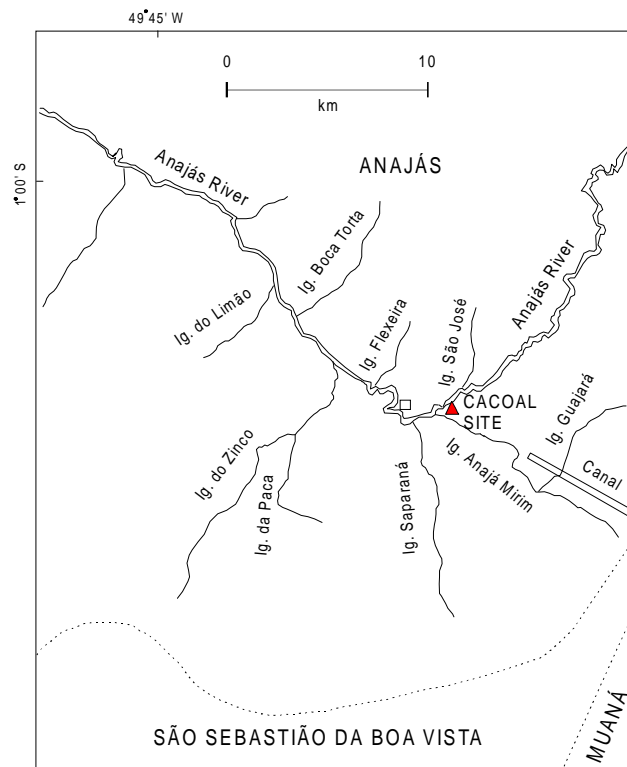 49°45' W
0
10
km
1°00' S
Anajás River
ANAJÁS
Ig. Boca Torta
Anajás River
Ig. do Limão
Ig. Flexeira
Ig. São José
CACOAL
SITE
Ig. Guajará
Ig. do Zinco
Ig. da Paca
Ig. Saparaná
Ig. Anajá Mirim
Canal
SÃO SEBASTIÃO DA BOA VISTA
MUANÁ